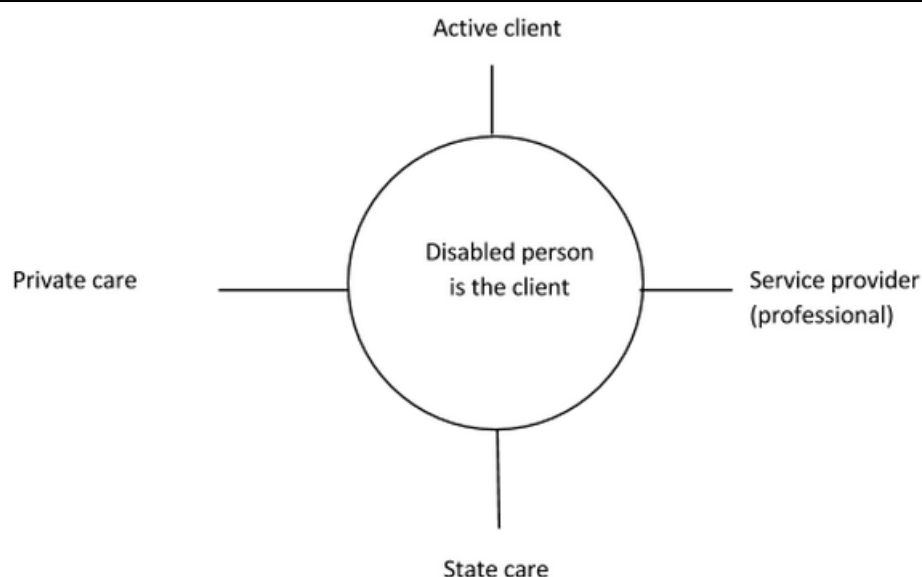 Active client
Disabled person
is the client
Private care
Service provider
(professional)
State care